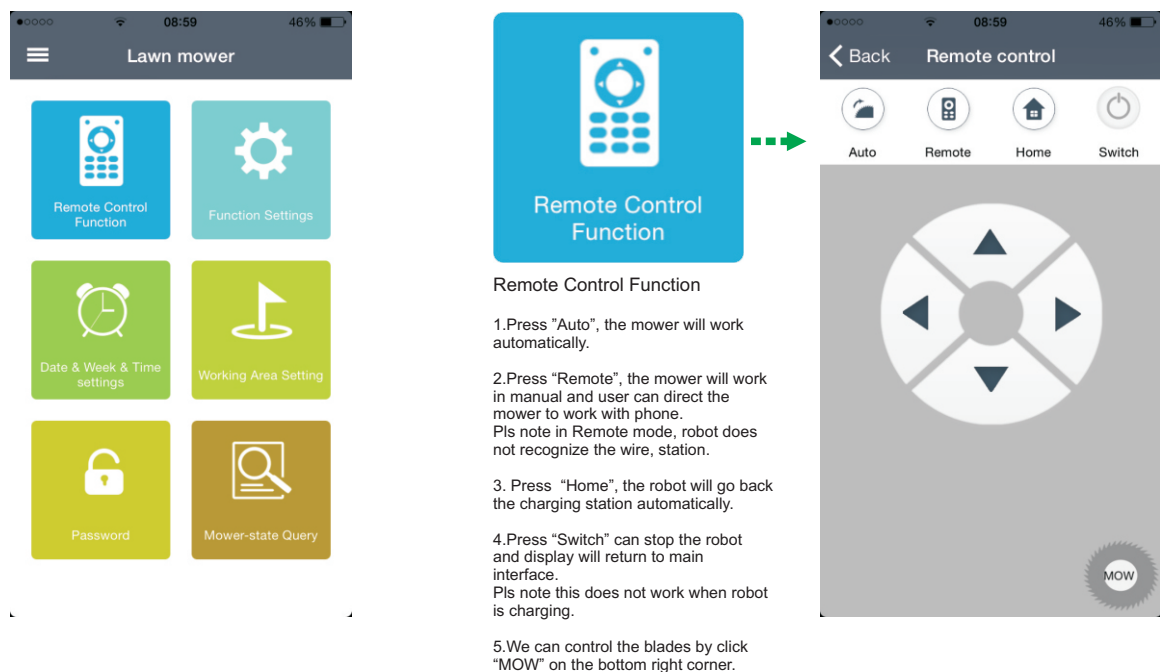 08:59
46%
Lawn mower
Remote Control
Function
Function Settings
Date & Week & Time
settings
Working Area Setting
Password
Mower-state Query
Remote Control
Function
Remote Control Function
1.Press ”Auto”, the mower will work
automatically.
2.Press “Remote”, the mower will work
in manual and user can direct the
mower to work with phone.
Pls note in Remote mode, robot does
not recognize the wire, station.
3. Press “Home”, the robot will go back
the charging station automatically.
4.Press “Switch” can stop the robot
and display will return to main
interface.
Pls note this does not work when robot
is charging.
5.We can control the blades by click
“MOW” on the bottom right corner.
08:59
46%
Back
Remote control
Auto
Remote
Home
Switch
MOW